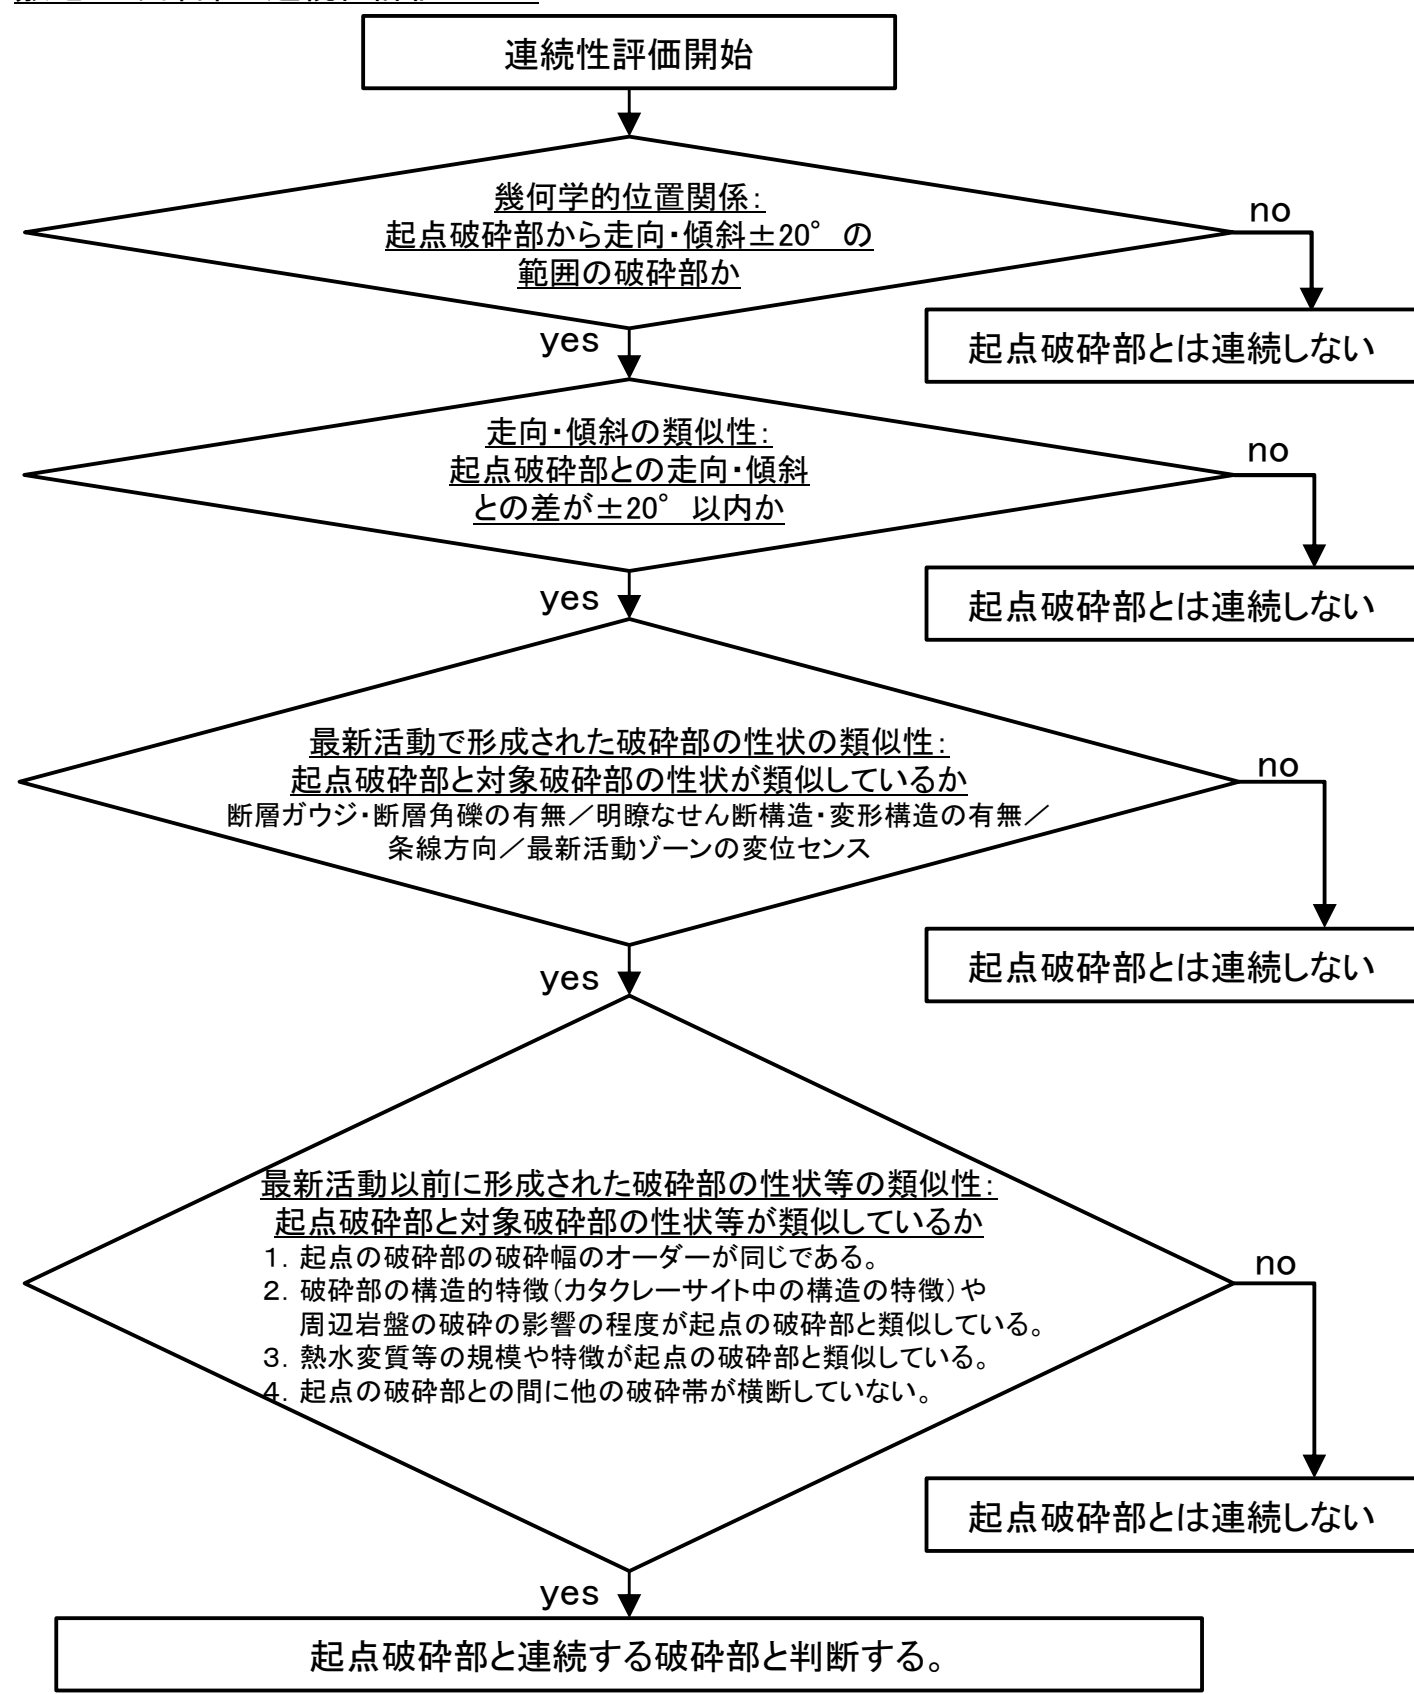 連続性評価開始
幾何学的位置関係：
起点破砕部から走向・傾斜±20°の
範囲の破砕部か
no
yes
起点破砕部とは連続しない
走向・傾斜の類似性：
起点破砕部との走向・傾斜
との差が±20°以内か
no
yes
起点破砕部とは連続しない
最新活動で形成された破砕部の性状の類似性：
起点破砕部と対象破砕部の性状が類似しているか
断層ガウジ・断層角礫の有無／明瞭なせん断構造・変形構造の有無／
条線方向／最新活動ゾーンの変位センス
no
yes
起点破砕部とは連続しない
最新活動以前に形成された破砕部の性状等の類似性：
起点破砕部と対象破砕部の性状等が類似しているか
1．起点の破砕部の破砕幅のオーダーが同じである。
2．破砕部の構造的特徴（カタクレーサイト中の構造の特徴）や
周辺岩盤の破砕の影響の程度が起点の破砕部と類似している。
3．熱水変質等の規模や特徴が起点の破砕部と類似している。
4．起点の破砕部との間に他の破砕帯が横断していない。
no
yes
起点破砕部とは連続しない
起点破砕部と連続する破砕部と判断する。